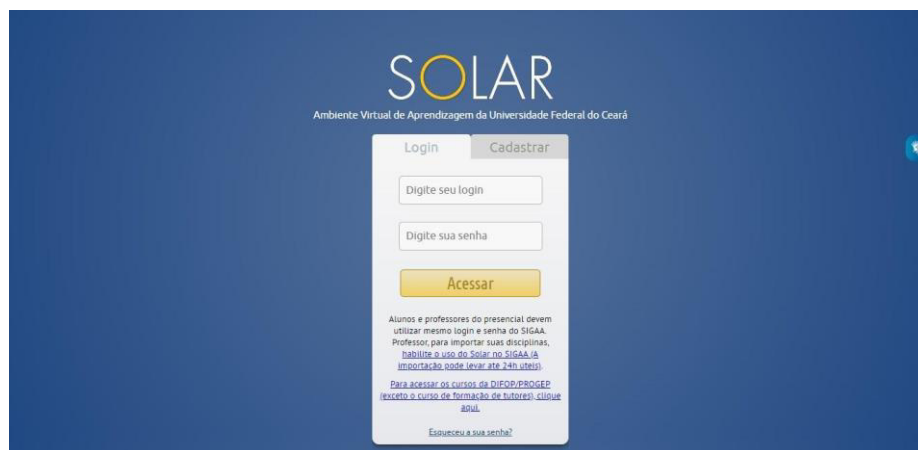 SOLAR
Ambiente Virtual de Aprendizagem da Universidade Federal do Ceará
Login
Cadastrar
Digite seu login
Digite sua senha
Acessar
Alunos e professores do presencial devem
utilizar mesmo login e senha do SIGAA.
Professor, para importar suas disciplinas,
habilite o uso do Solar no SIGAA (A
importação pode levar até 24h úteis).
Para acessar os cursos da DIFOP/PROGEP
(exceto o curso de formação de tutores), clique
aqui.
Esqueceu a sua senha?